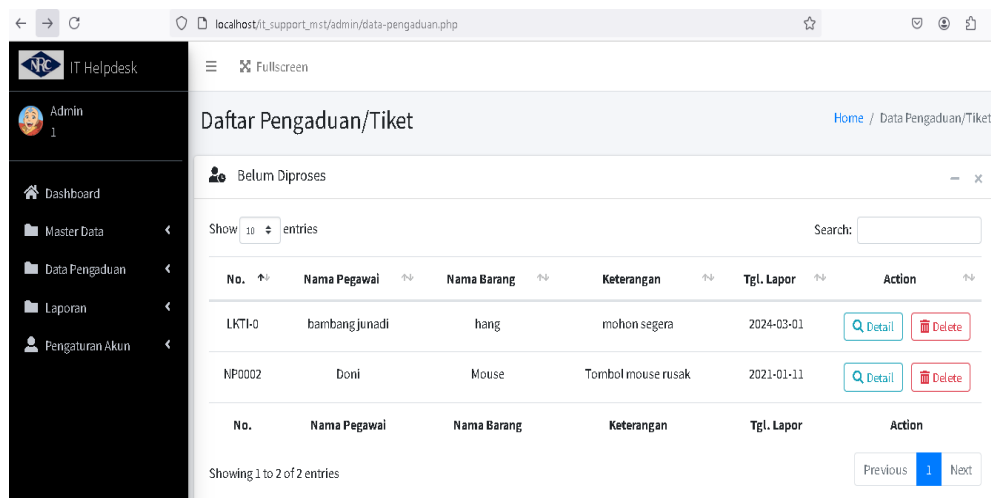 localhost/it_support_mst/admin/data-pengaduan.php
NRC IT Helpdesk
Fullscreen
Admin
1
Daftar Pengaduan/Tiket
Home / Data Pengaduan/Tiket
Belum Diproses
Dashboard
Master Data
Data Pengaduan
Laporan
Pengaturan Akun
Show 10 entries
Search:
No. Nama Pegawai Nama Barang Keterangan Tgl. Lapor Action
LKTI-0 bambang junadi hang mohon segera 2024-03-01 Detail Delete
NP0002 Doni Mouse Tombol mouse rusak 2021-01-11 Detail Delete
No. Nama Pegawai Nama Barang Keterangan Tgl. Lapor Action
Showing 1 to 2 of 2 entries
Previous 1 Next